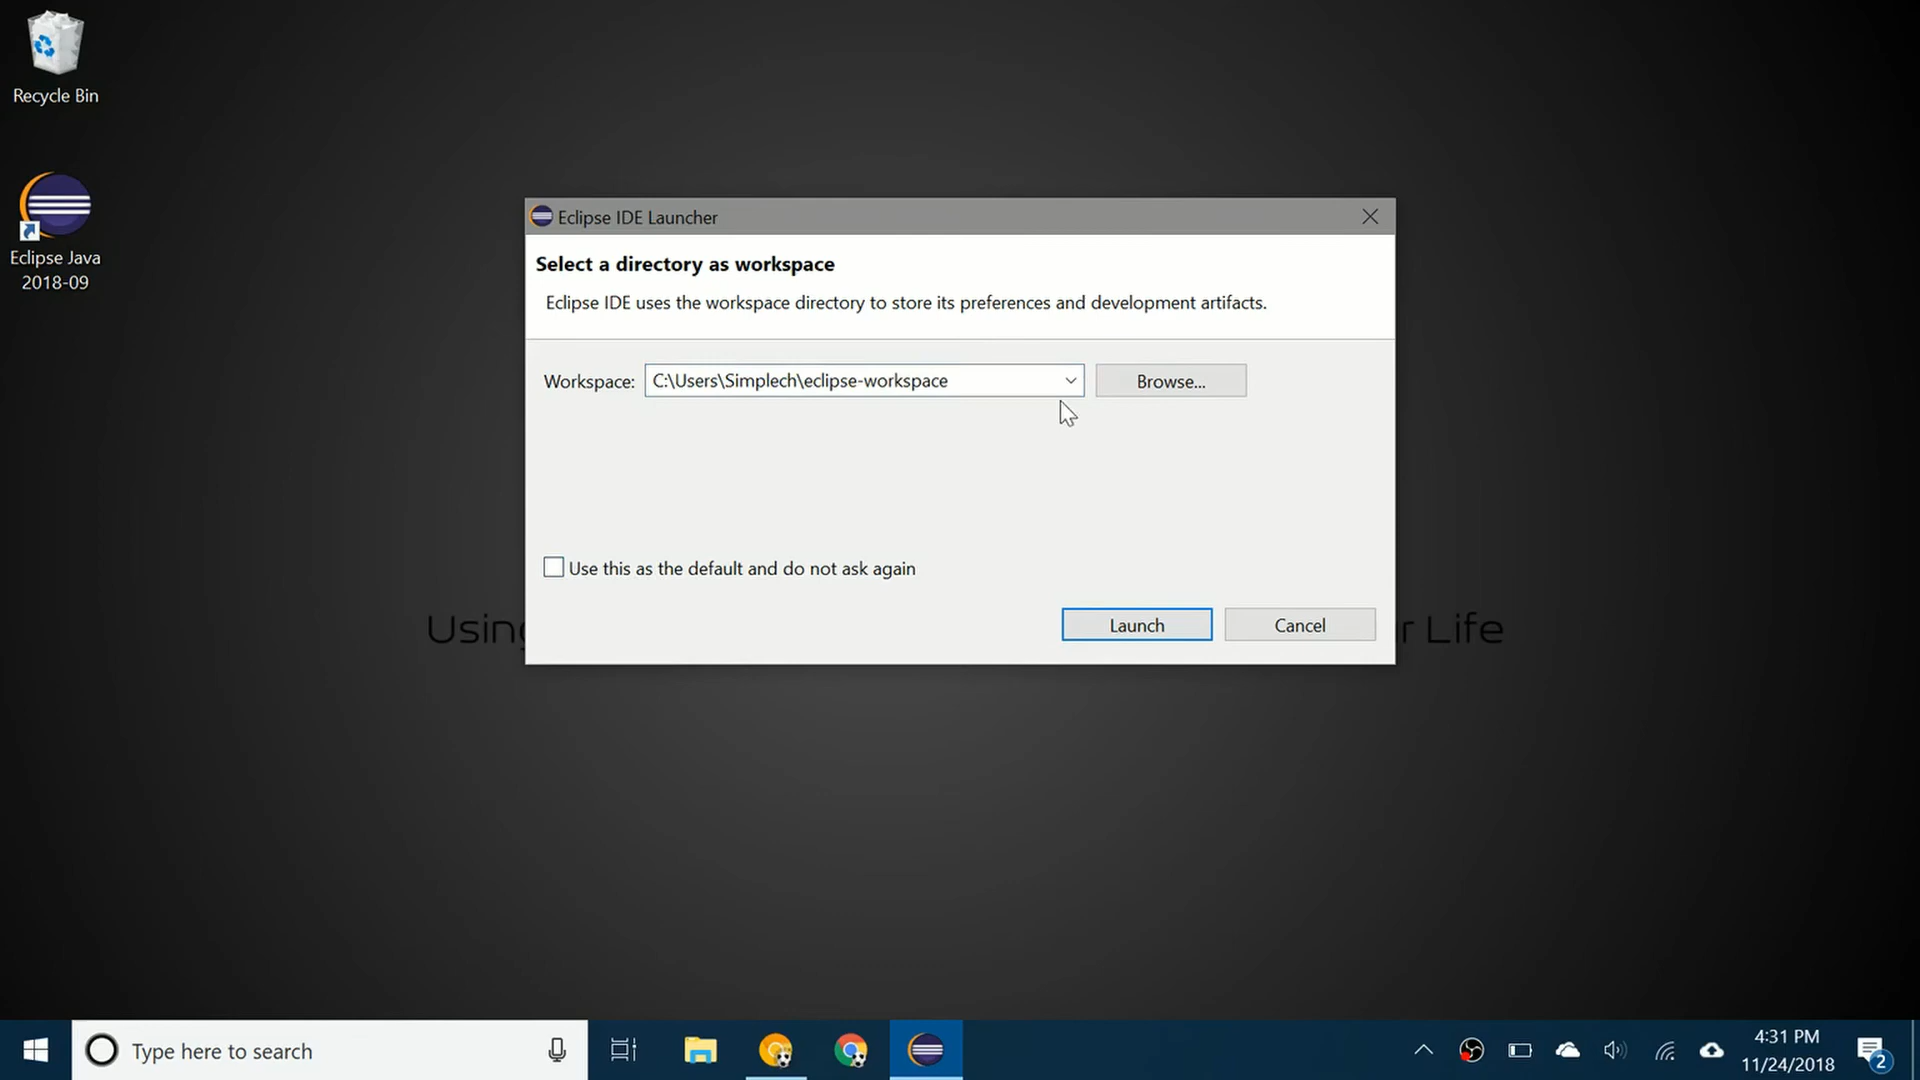 Recycle Bin
Eclipse Java
2018-09
Eclipse IDE Launcher
Select a directory as workspace
Eclipse IDE uses the workspace directory to store its preferences and development artifacts.
Workspace: C:\Users\Simplech\eclipse-workspace Browse...
Use this as the default and do not ask again
Launch Cancel
Life
Type here to search
4:31 PM
11/24/2018
2